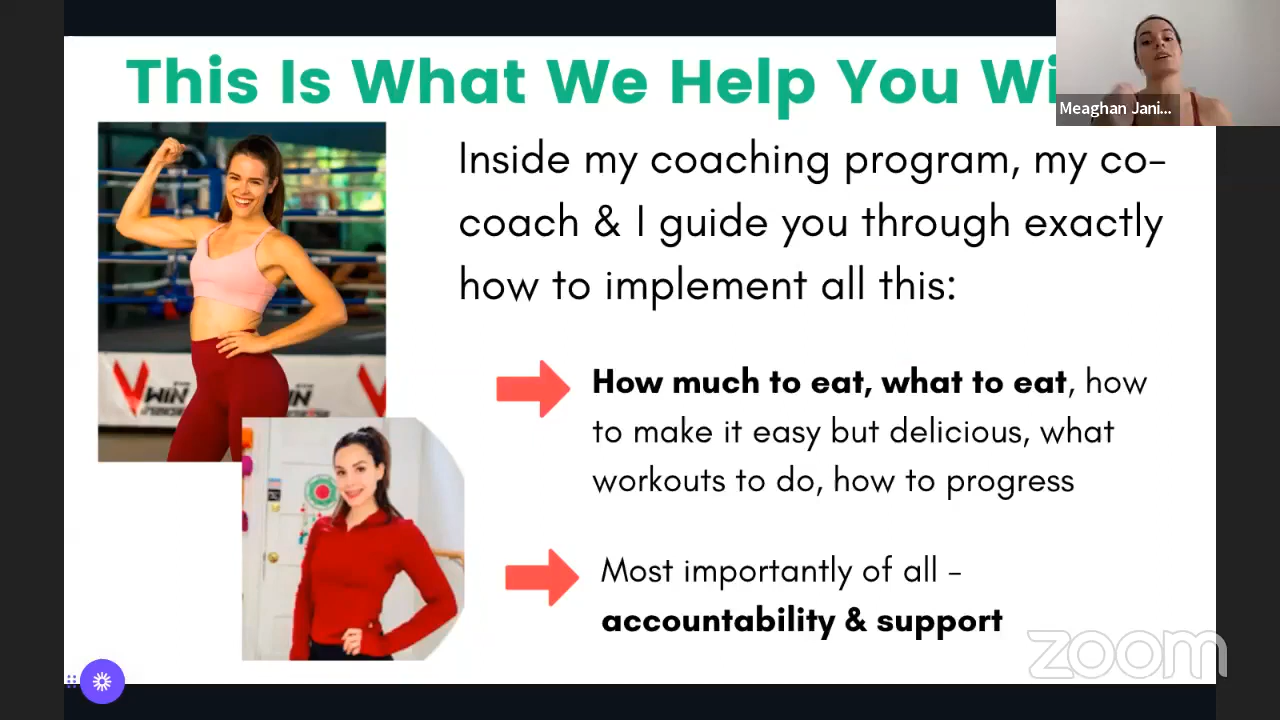 This Is What We Help You Wi
Meaghan Jani...
Inside my coaching program, my co-
coach & I guide you through exactly
how to implement all this:
WIN
How much to eat, what to eat, how
to make it easy but delicious, what
workouts to do, how to progress
Most importantly of all -
accountability & support
zoom